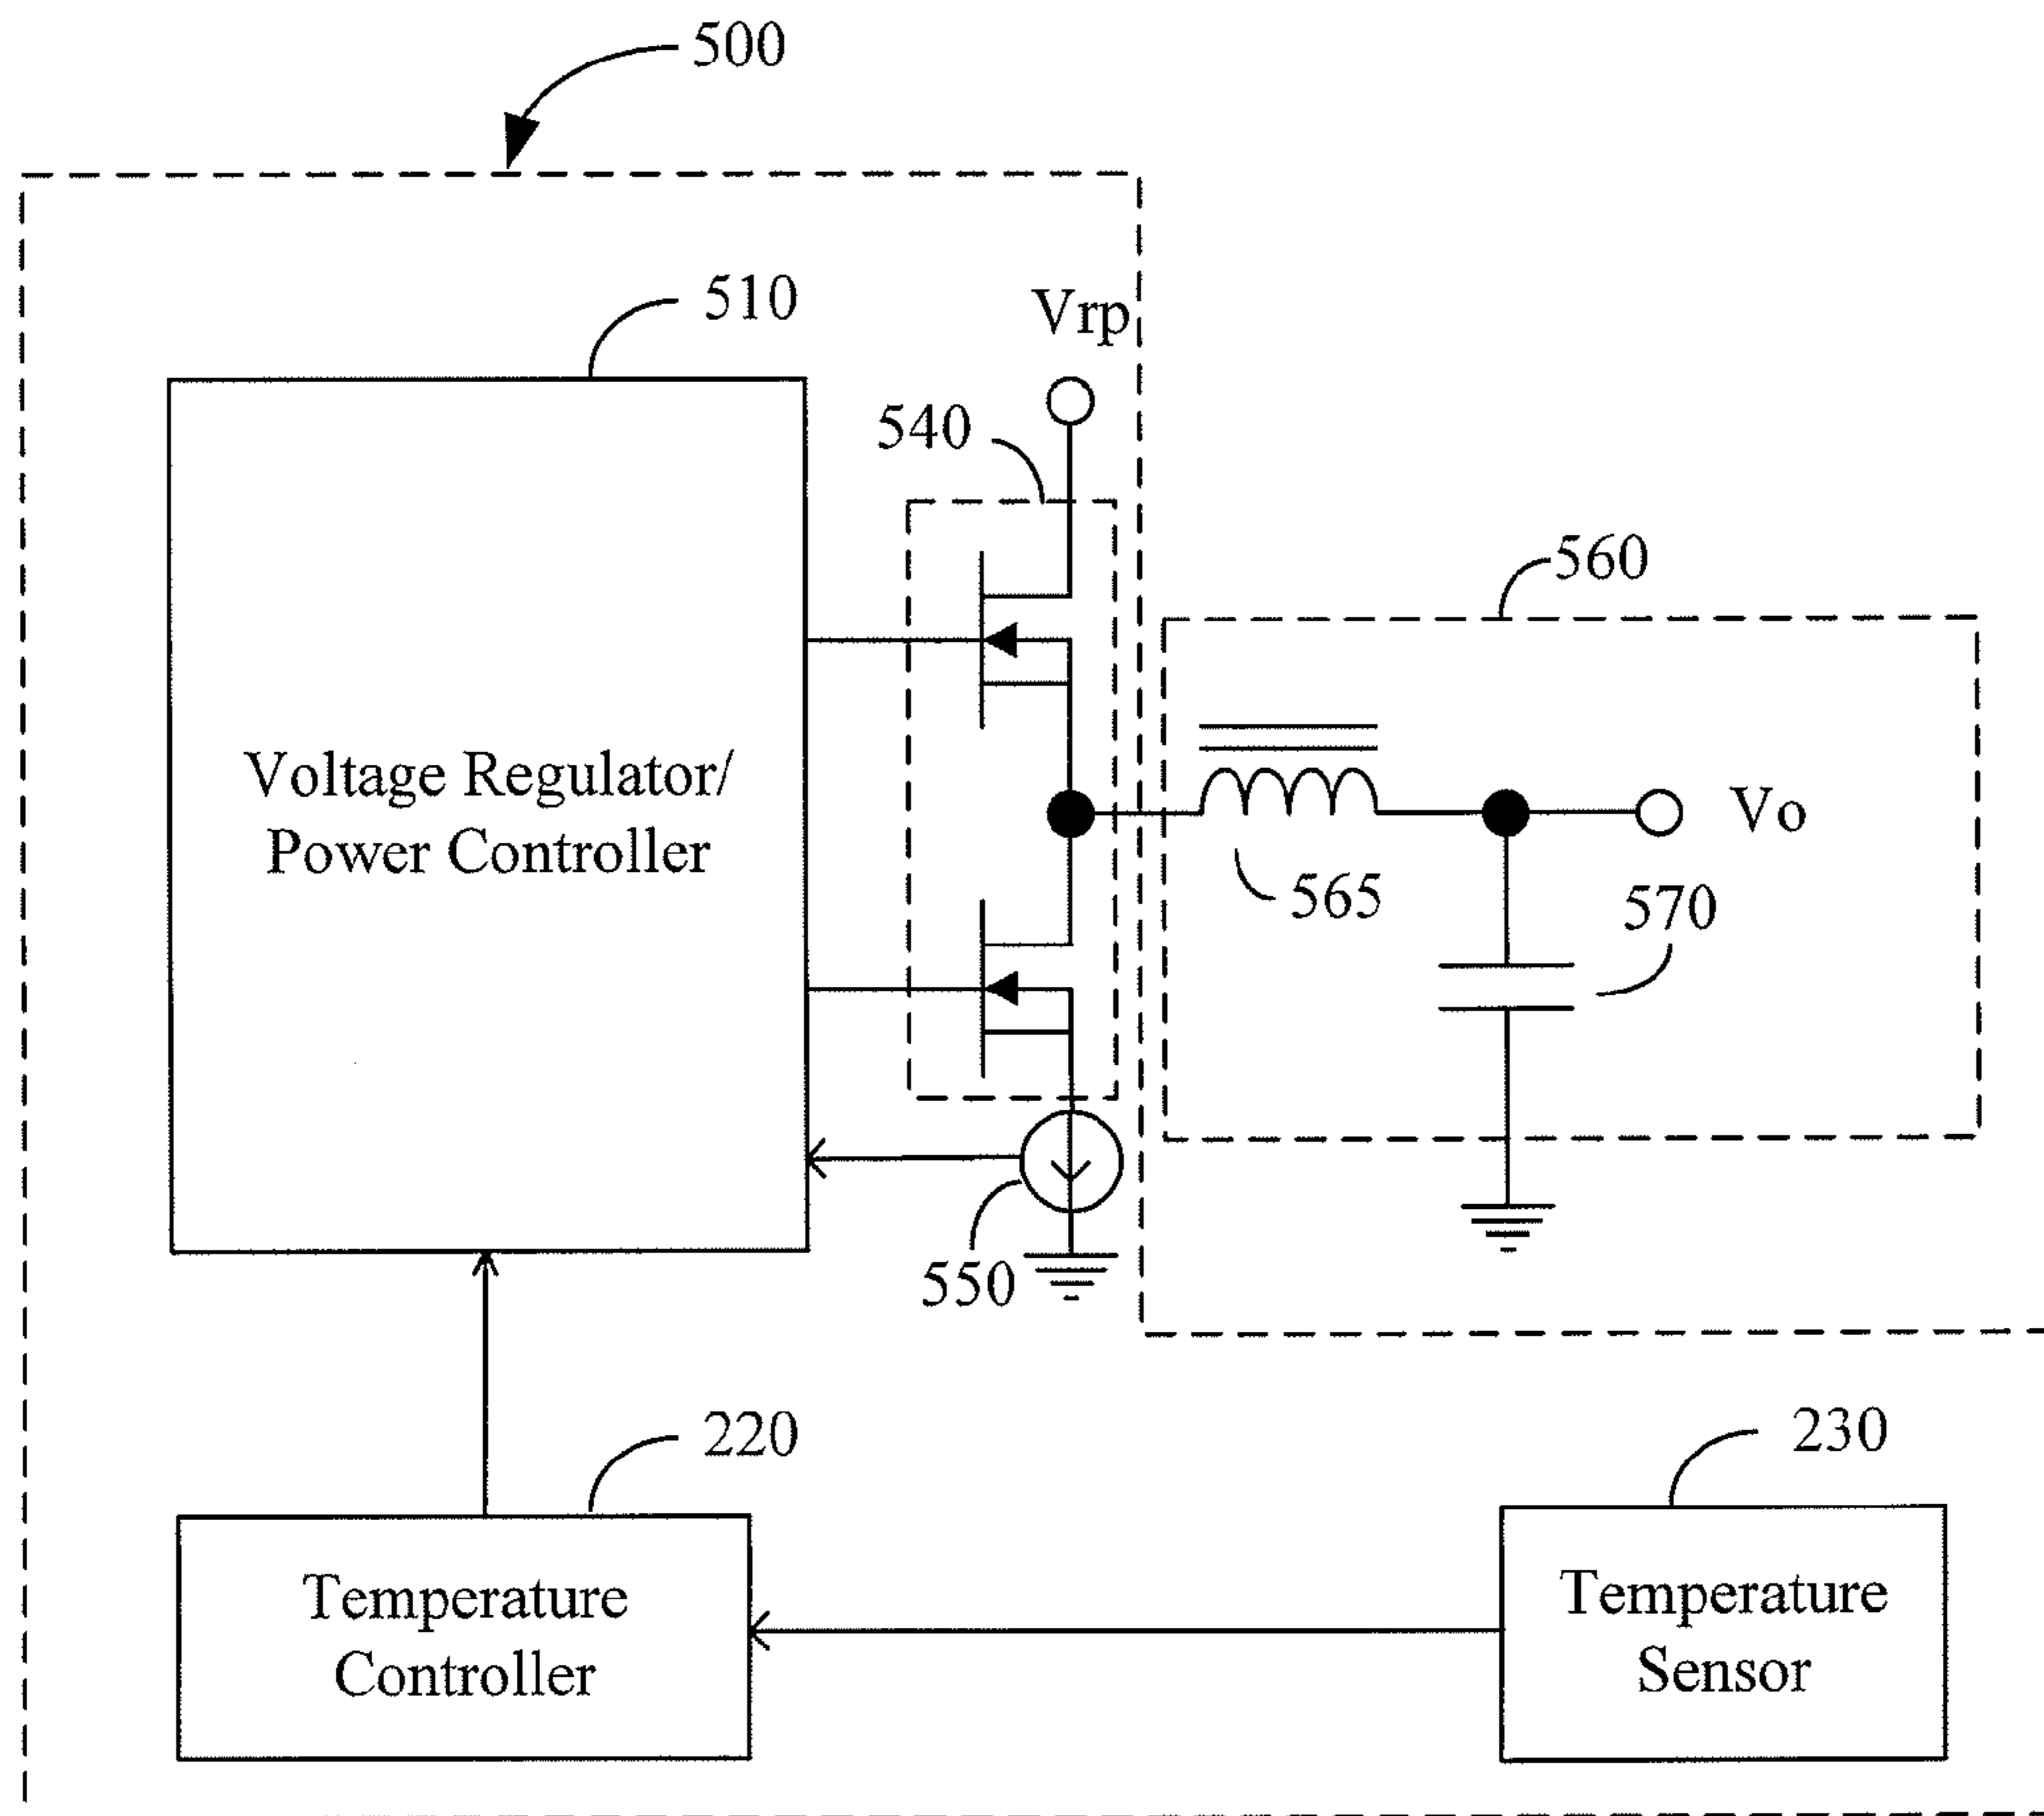 500
510
Vrp
540
560
Voltage Regulator/
Power Controller
Vo
565
570
550
220
230
Temperature
Controller
Temperature
Sensor